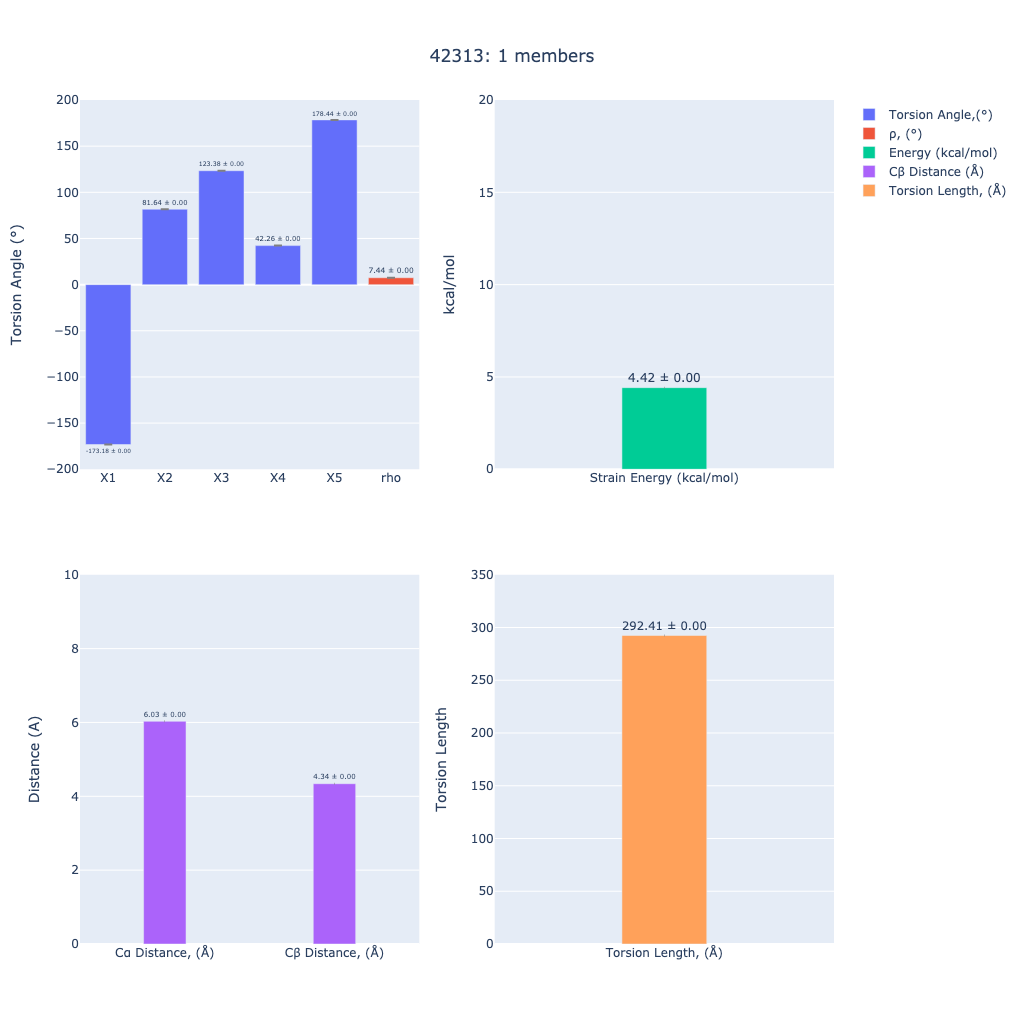 42313: 1 members
Torsion Angle (°)
200
150
100
50
0
−50
−100
−150
−200
-173.18 ± 0.00
81.64 ± 0.00
123.38 ± 0.00
42.26 ± 0.00
178.44 ± 0.00
7.44 ± 0.00
X1 X2 X3 X4 X5 rho
kcal/mol
20
15
10
5
0
4.42 ± 0.00
Strain Energy (kcal/mol)
Torsion Angle,(°)
ρ, (°)
Energy (kcal/mol)
Cβ Distance (Å)
Torsion Length, (Å)
Distance (A)
10
8
6
4
2
0
6.03 ± 0.00
4.34 ± 0.00
Cα Distance, (Å) Cβ Distance, (Å)
Torsion Length
350
300
250
200
150
100
50
0
292.41 ± 0.00
Torsion Length, (Å)